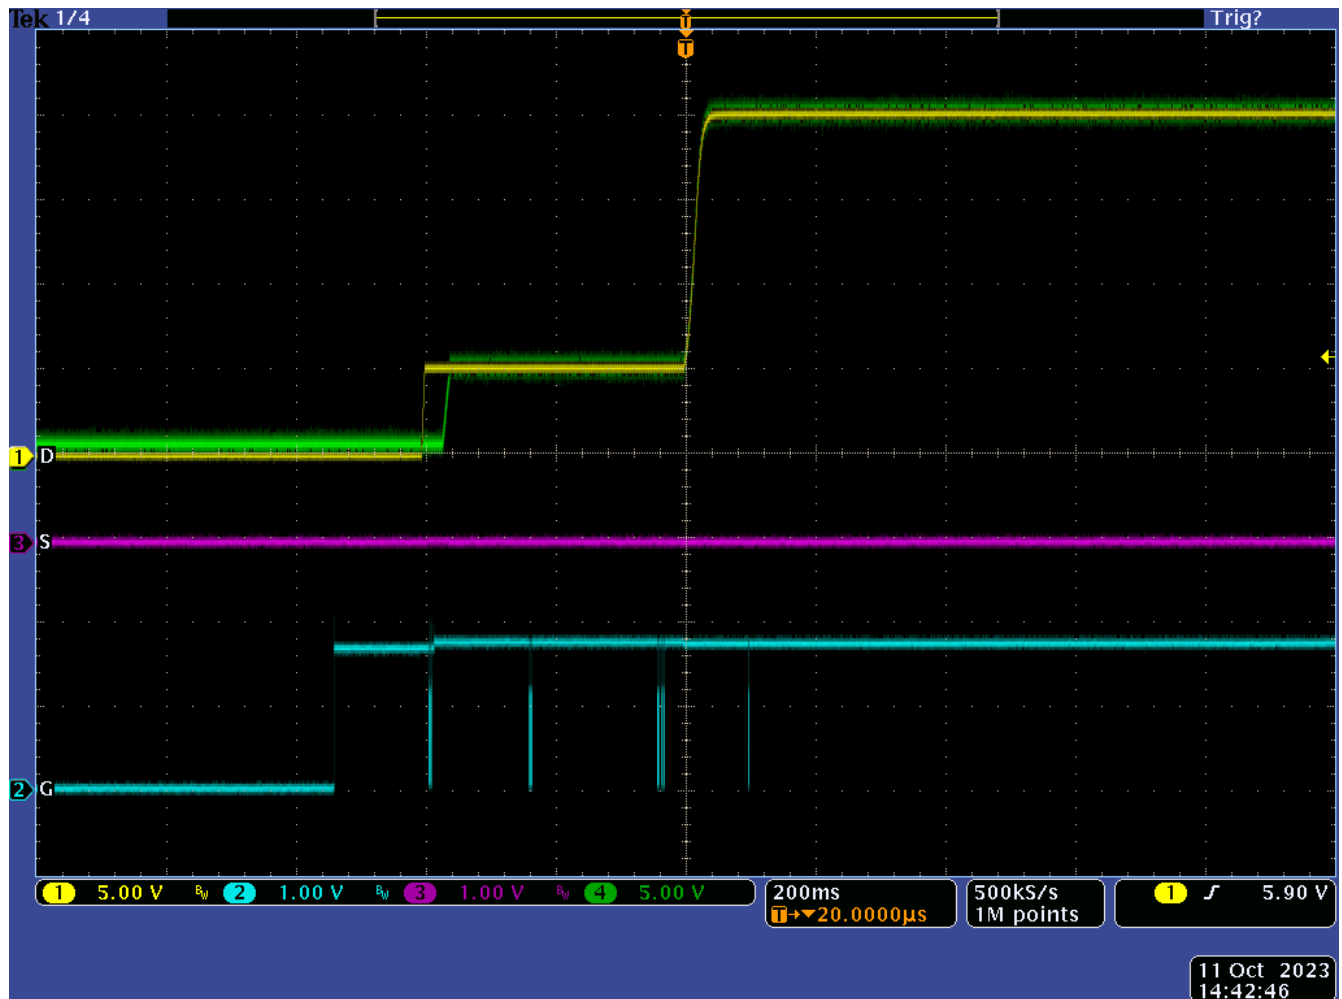 Tek 1/4 Trig?
T
T
1 D
3 S
2 G
1 5.00 V BW 2 1.00 V BW 3 1.00 V BW 4 5.00 V
200ms
T→▼20.0000µs
500kS/s
1M points
1 5.90 V
11 Oct 2023
14:42:46